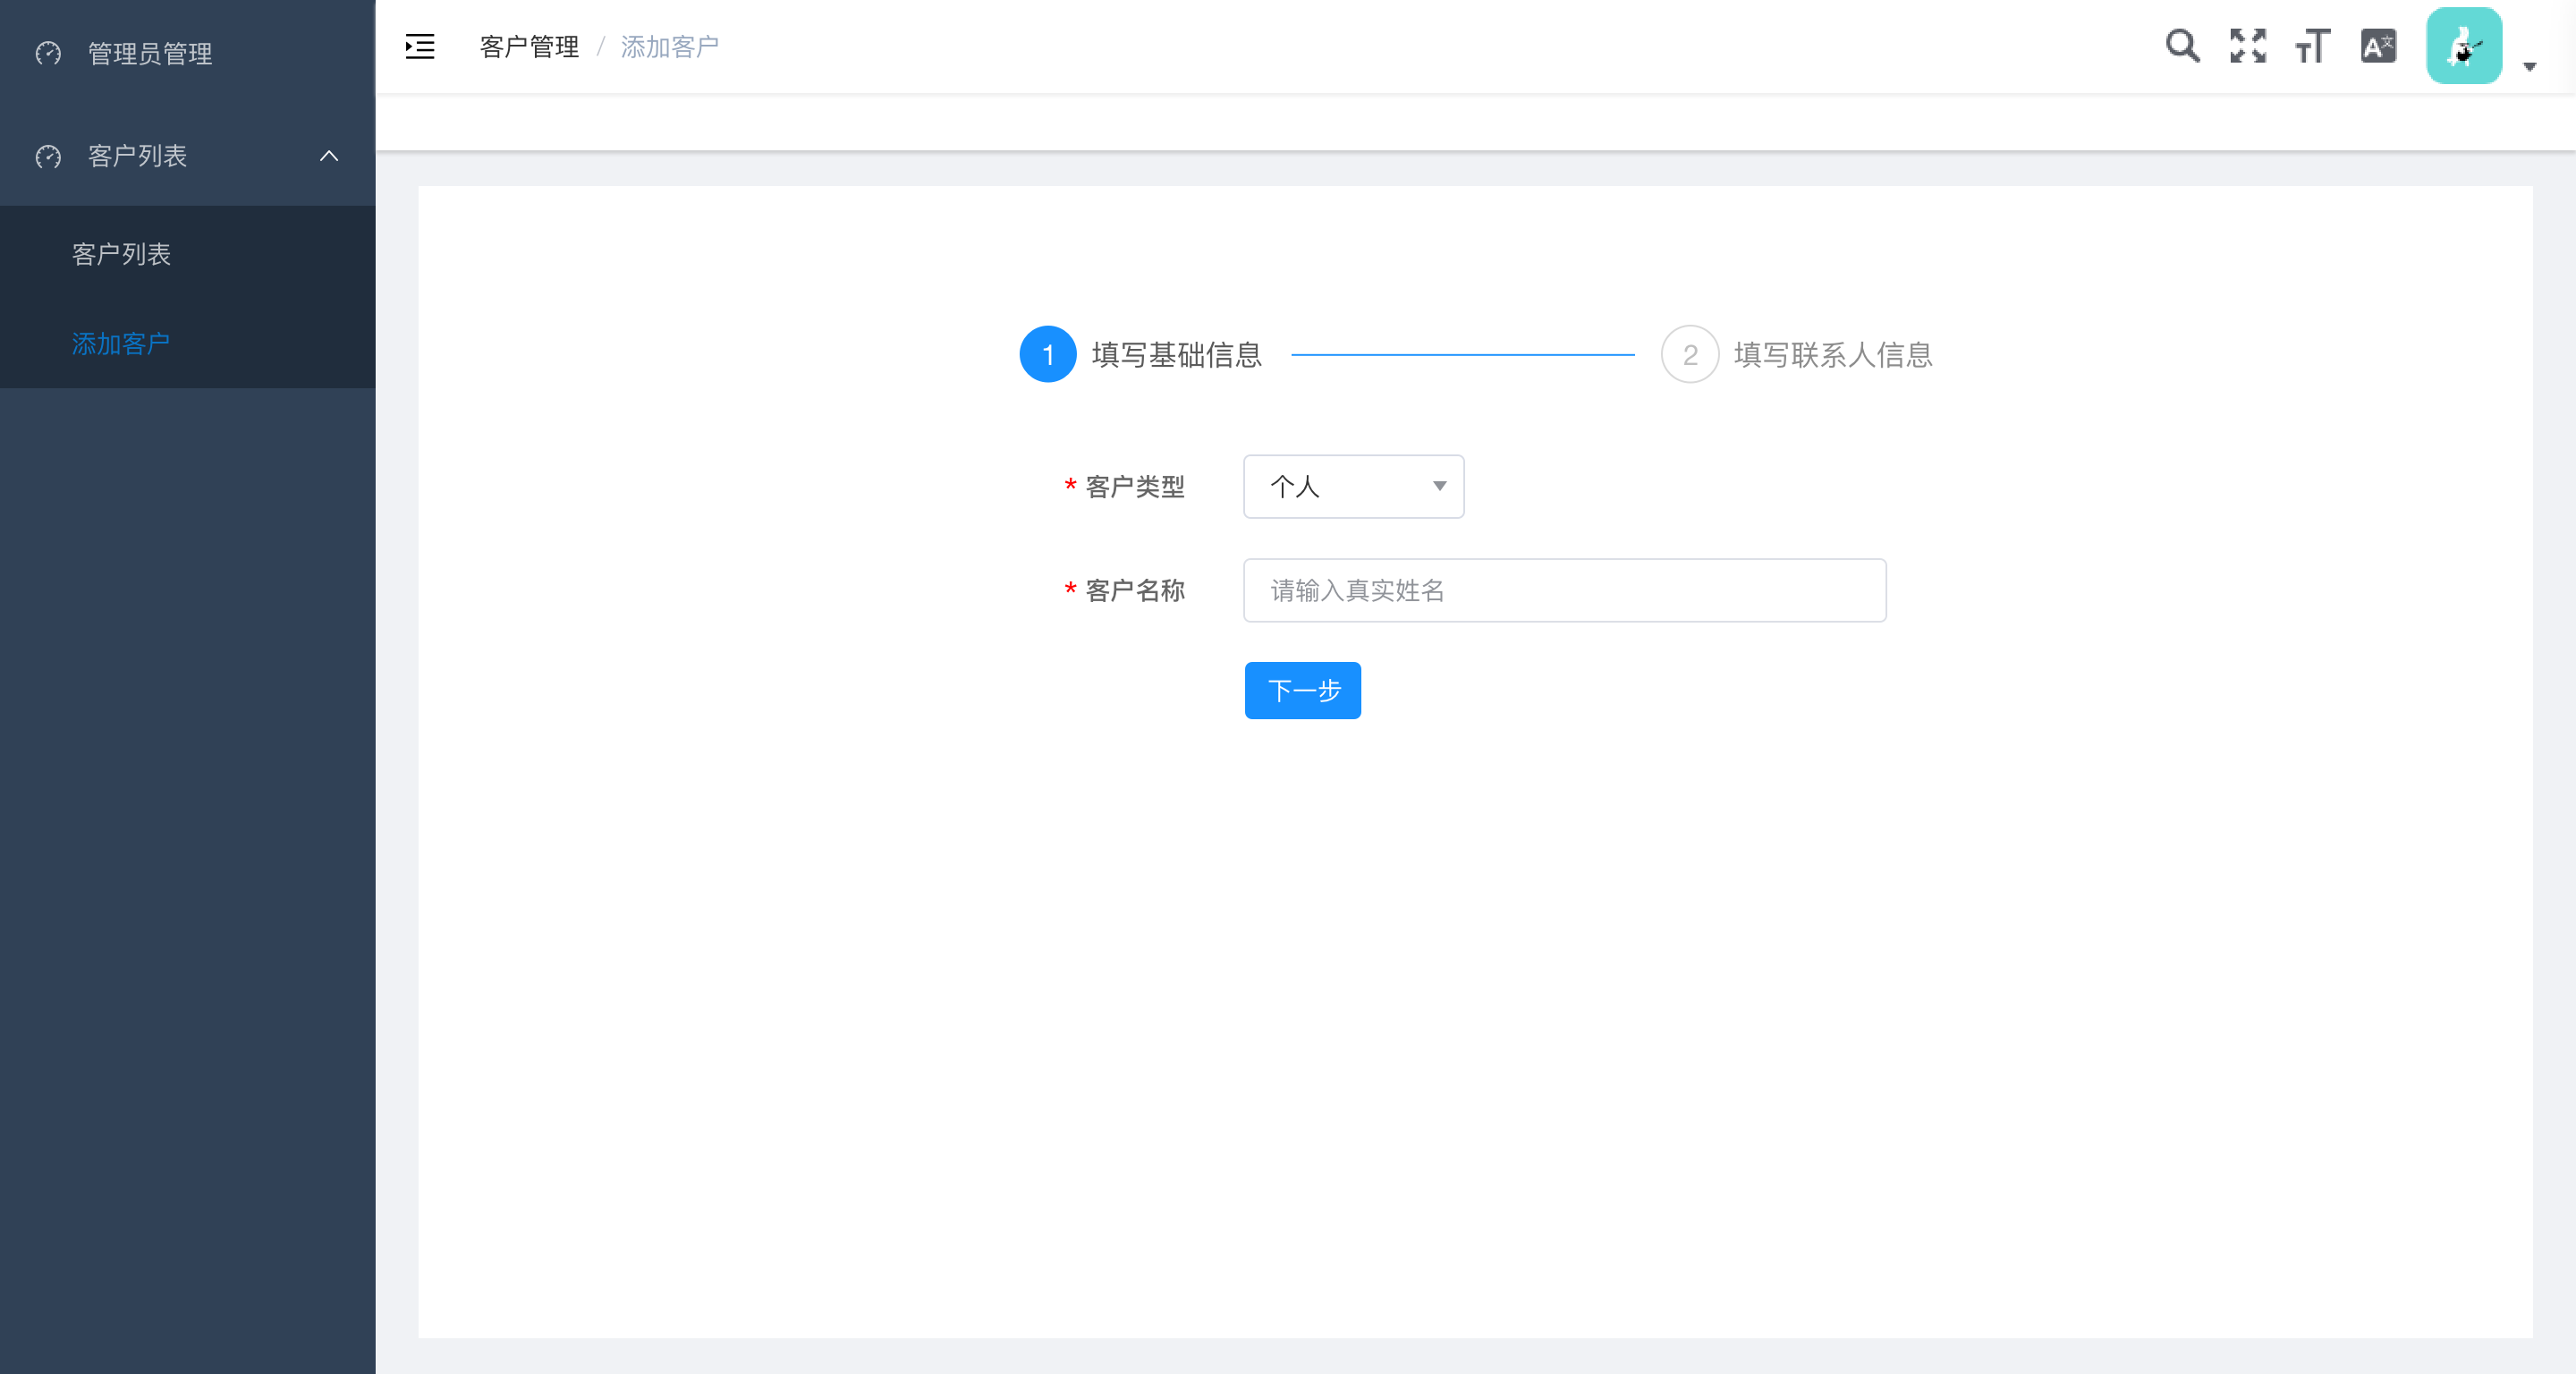 管理员管理
客户列表
客户列表
添加客户
客户管理 / 添加客户
1 填写基础信息
2 填写联系人信息
* 客户类型 个人
* 客户名称 请输入真实姓名
下一步